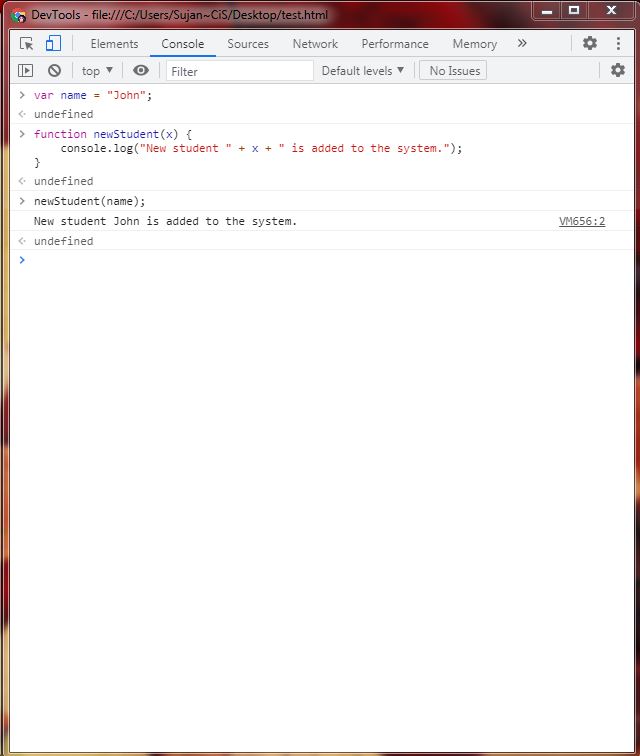 DevTools - file:///C:/Users/Sujan~CiS/Desktop/test.html
Elements Console Sources Network Performance Memory »
top ▼ Filter Default levels ▼ No Issues
> var name = "John";
<· undefined
> function newStudent(x) {
console.log("New student " + x + " is added to the system.");
}
<· undefined
> newStudent(name);
New student John is added to the system. VM656:2
<· undefined
>